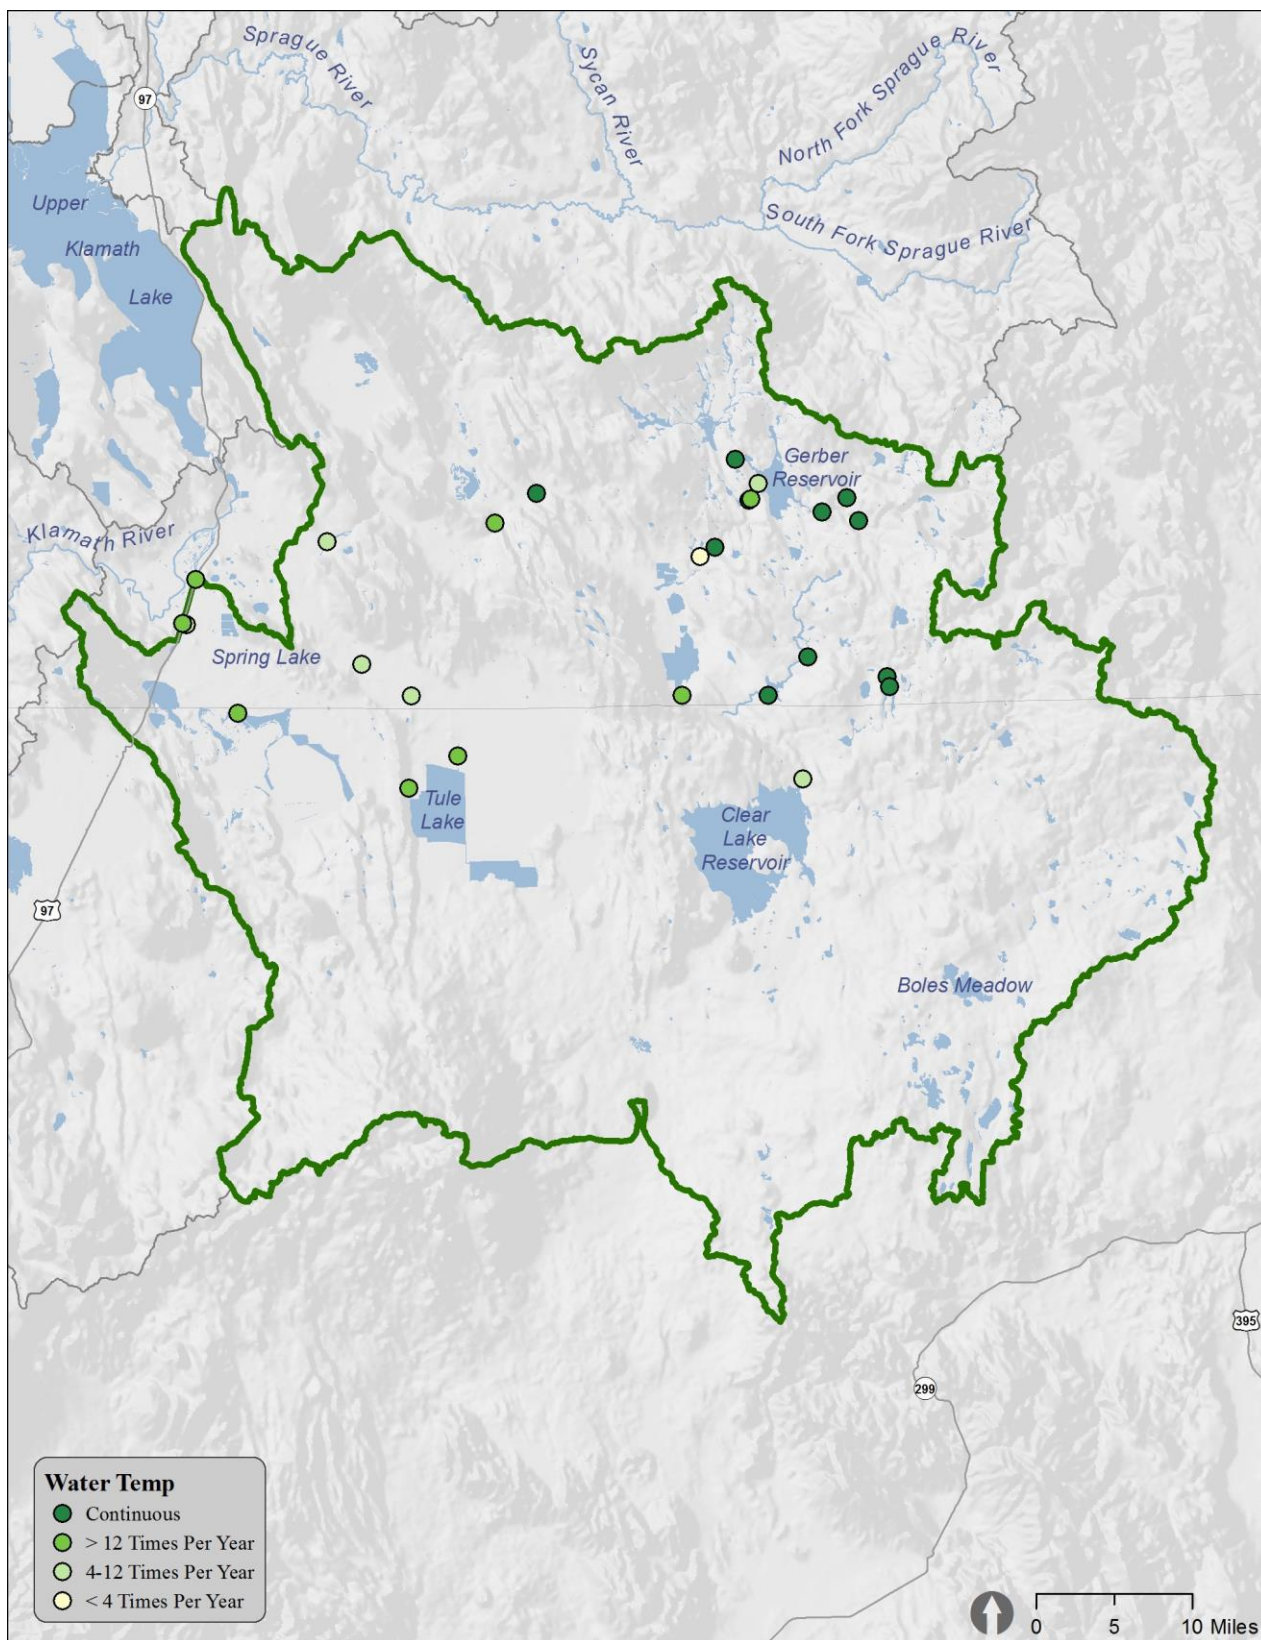 Sprague River
Sycan River
North Fork Sprague River
97
South Fork Sprague River
Upper
Klamath
Lake
Gerber
Reservoir
Klamath River
Spring Lake
Tule
Lake
Clear
Lake
Reservoir
97
Boles Meadow
395
299
Water Temp
Continuous
> 12 Times Per Year
4-12 Times Per Year
< 4 Times Per Year
0 5 10 Miles